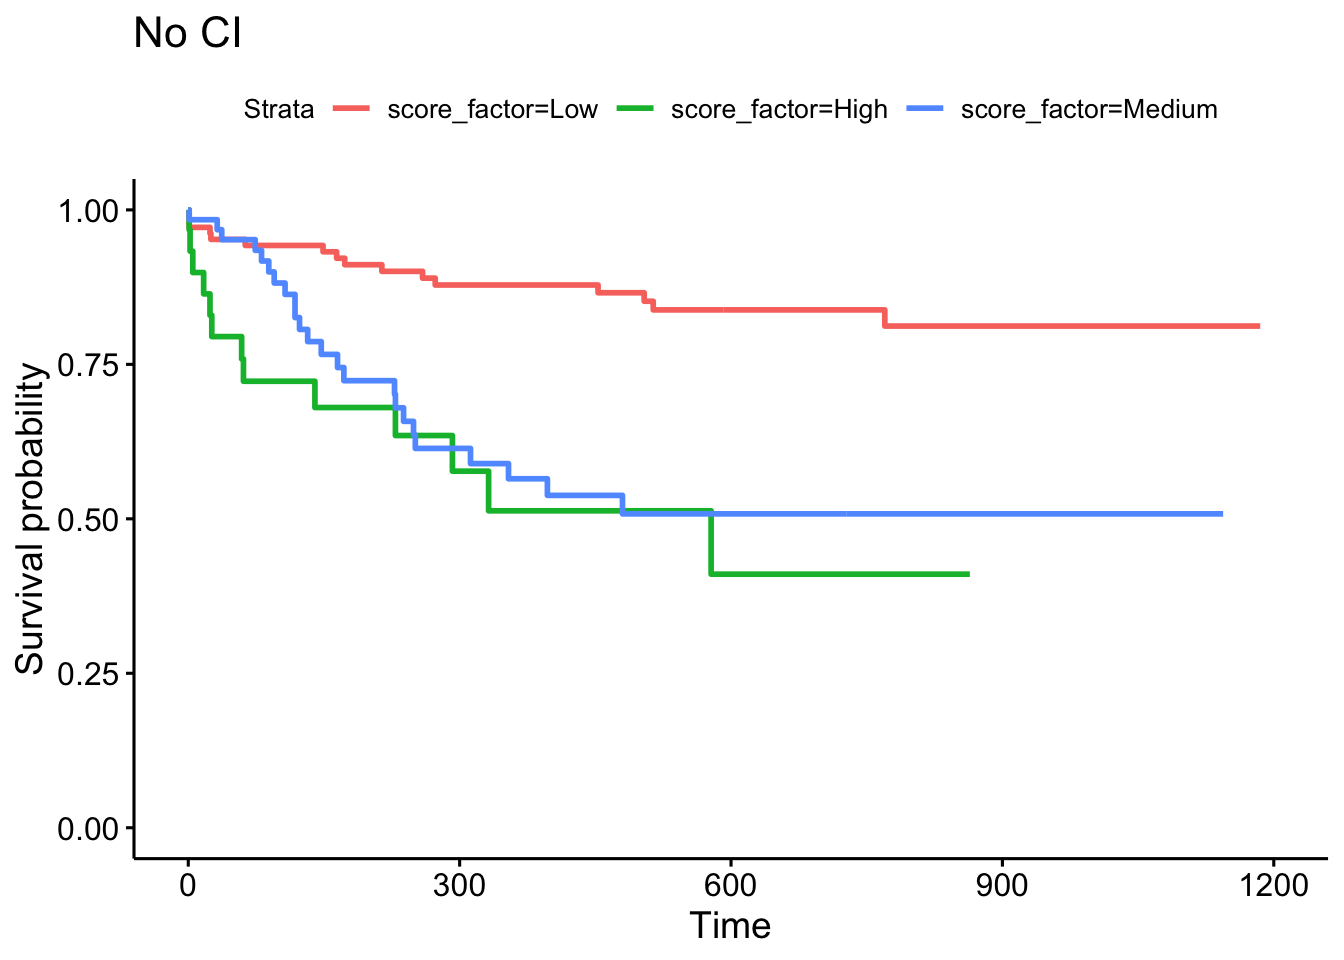 No CI
Strata score_factor=Low score_factor=High score_factor=Medium
Survival probability
1.00
0.75
0.50
0.25
0.00
0 300 600 900 1200
Time